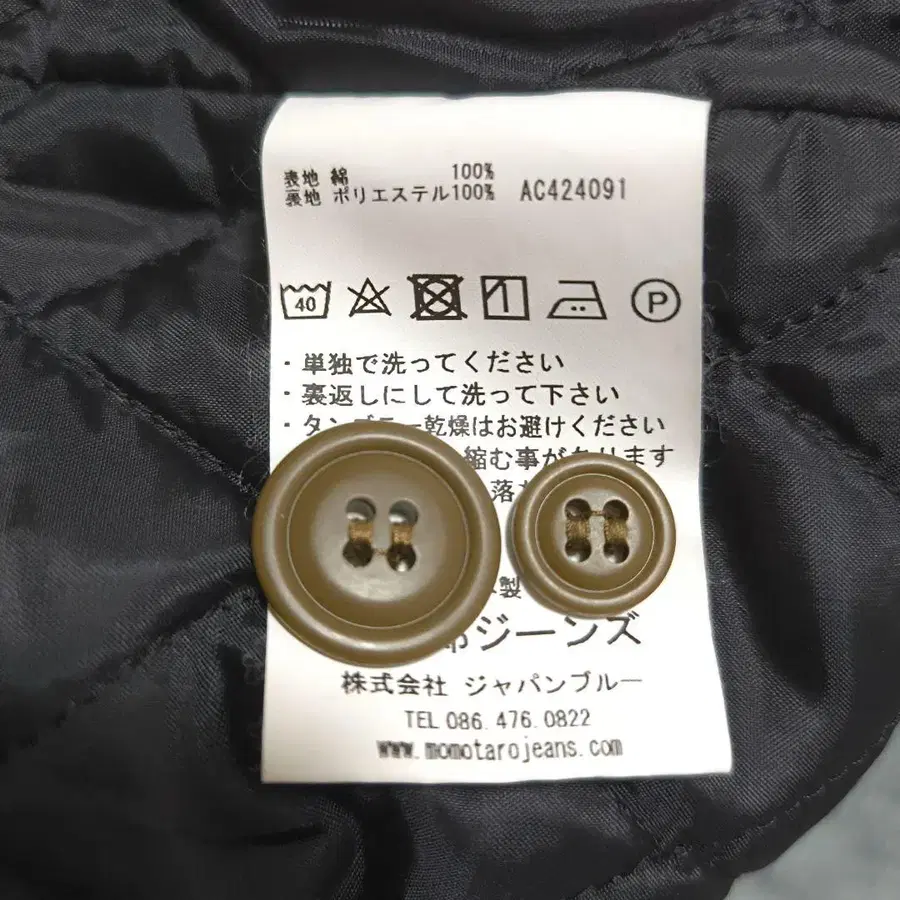 表地 綿 100%
裏地 ポリエステル100% AC424091
40 P
・単独で洗ってください
・裏返しにして洗って下さい
・タンブラー乾燥はお避けください
縮む事があります
落
製
ジーンズ
株式会社 ジャパンブルー
TEL 086.476.0822
www.momotarojeans.com